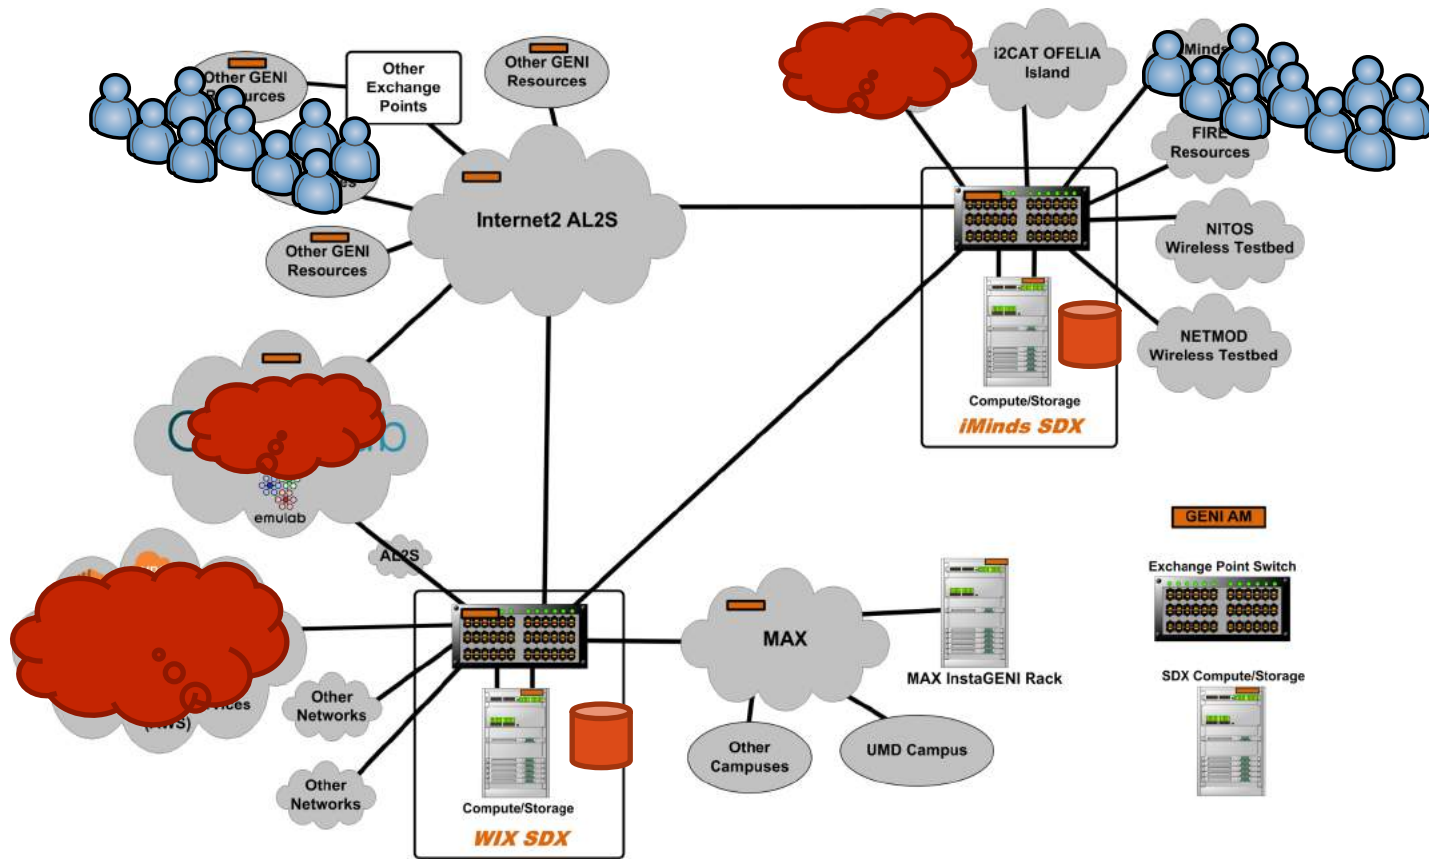 Other GENI
Resources
Other
Exchange
Points
Other GENI
Resources
i2CAT OFELIA
Island
iMinds
FIRE
Resources
Internet2 AL2S
Other GENI
Resources
NITOS
Wireless Testbed
NETMOD
Wireless Testbed
Compute/Storage
iMinds SDX
emulab
AL2S
GENI AM
Exchange Point Switch
MAX
MAX InstaGENI Rack
SDX Compute/Storage
Other
Networks
(AWS)
Other
Campuses
UMD Campus
Other
Networks
Compute/Storage
WIX SDX